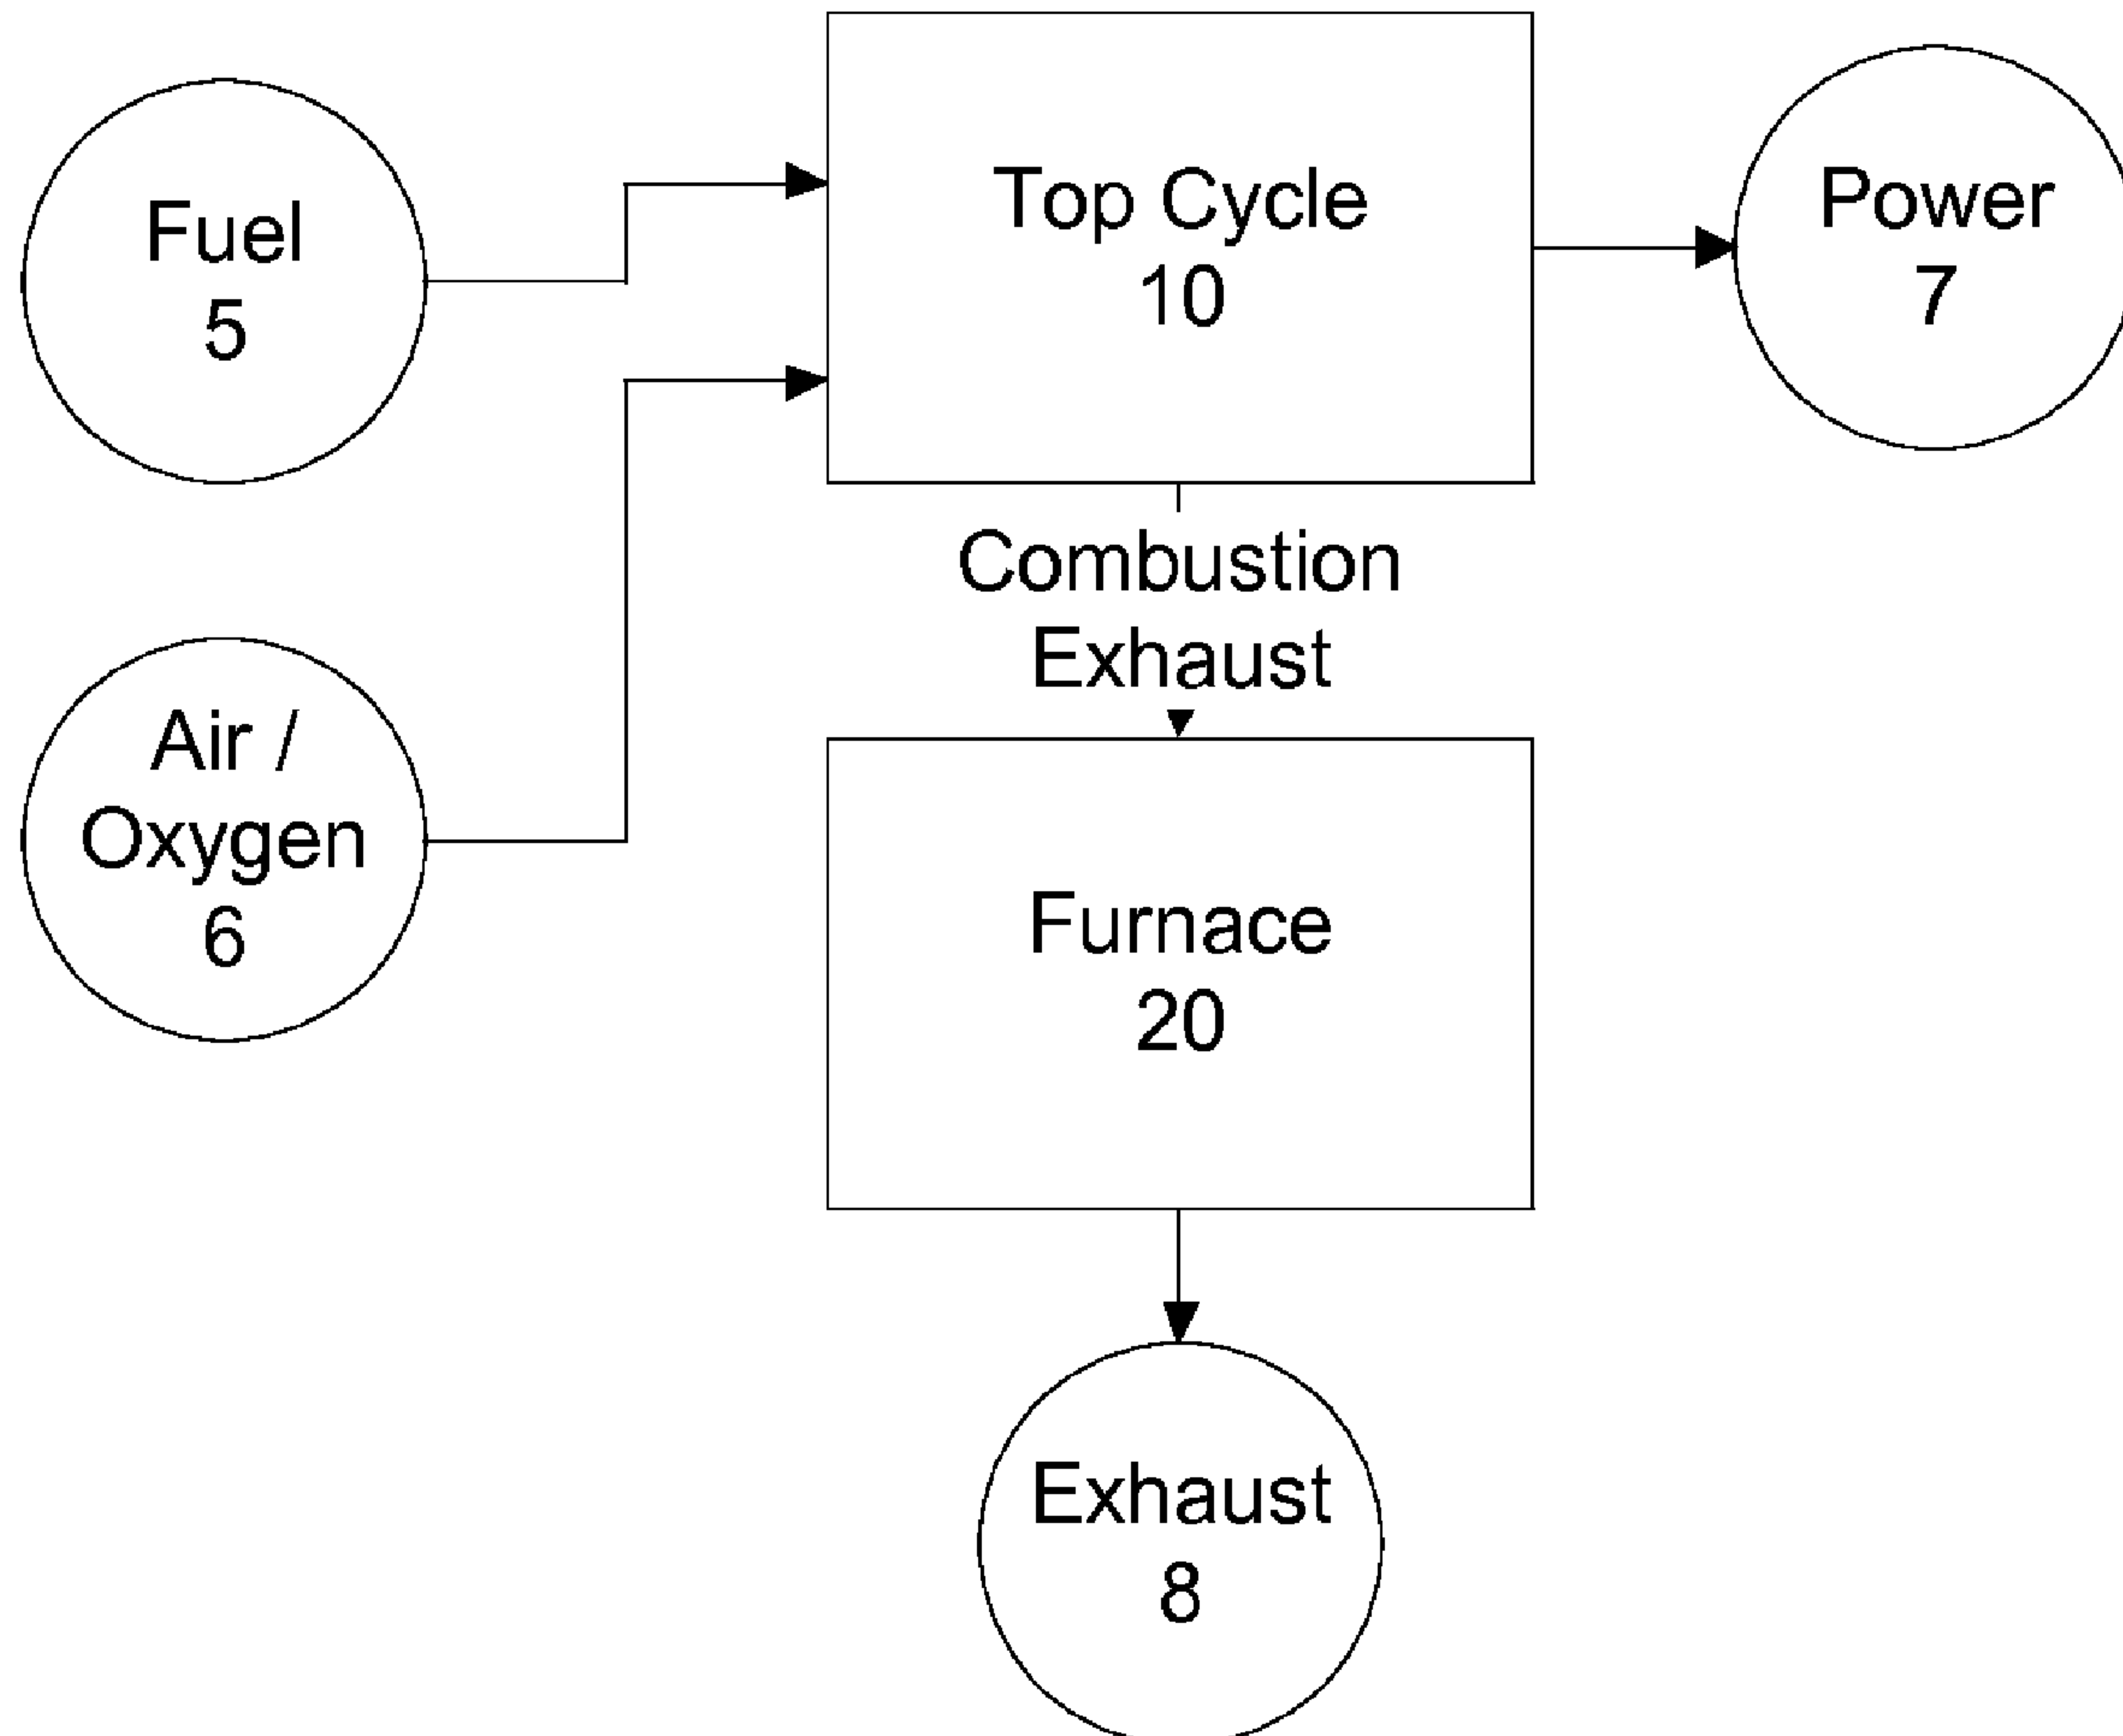 Fuel
5
Top Cycle
10
Power
7
Combustion
Exhaust
Air /
Oxygen
6
Furnace
20
Exhaust
8